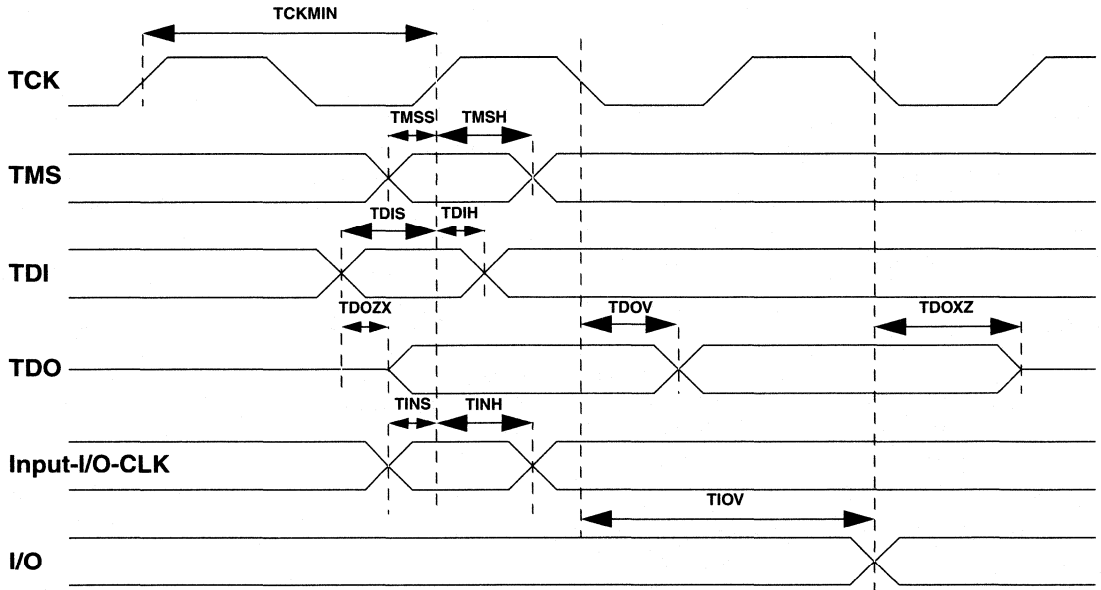 TCKMIN
TCK
TMSS TMSH
TMS
TDIS TDIH
TDI
TDOZX TDOV TDOXZ
TDO
TINS TINH
Input-I/O-CLK
TIOV
I/O